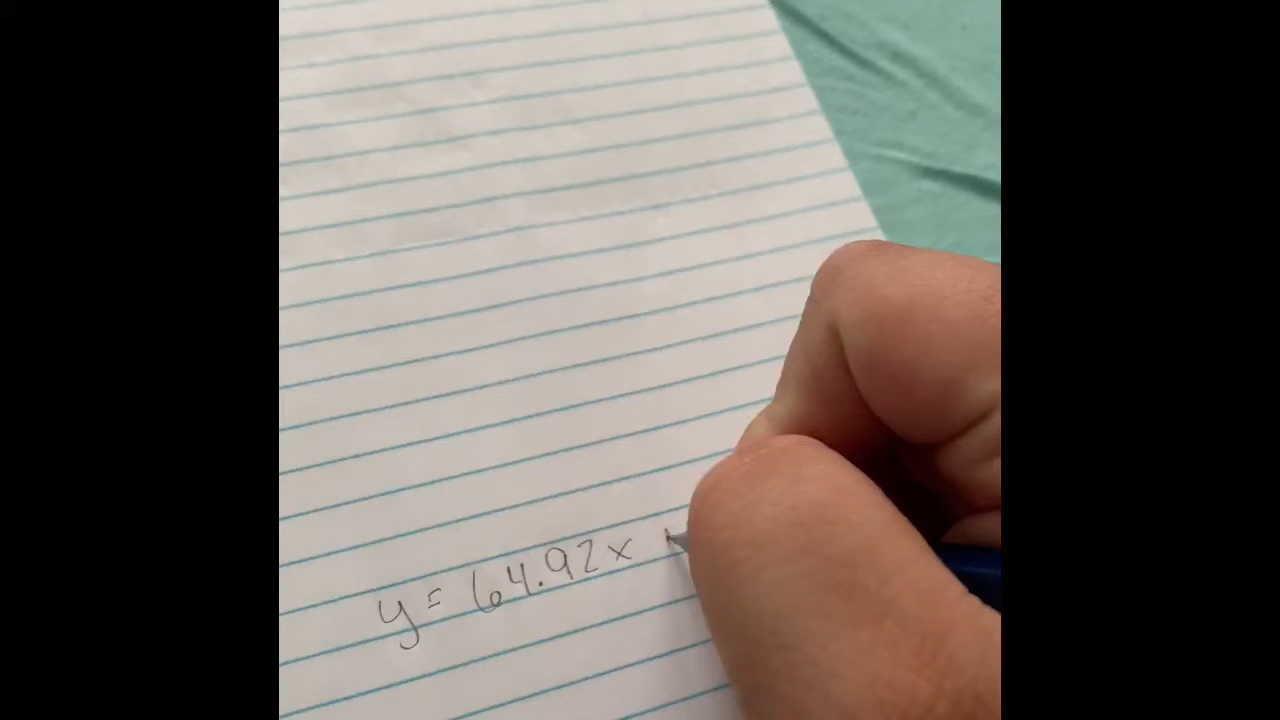 y = 64.92x